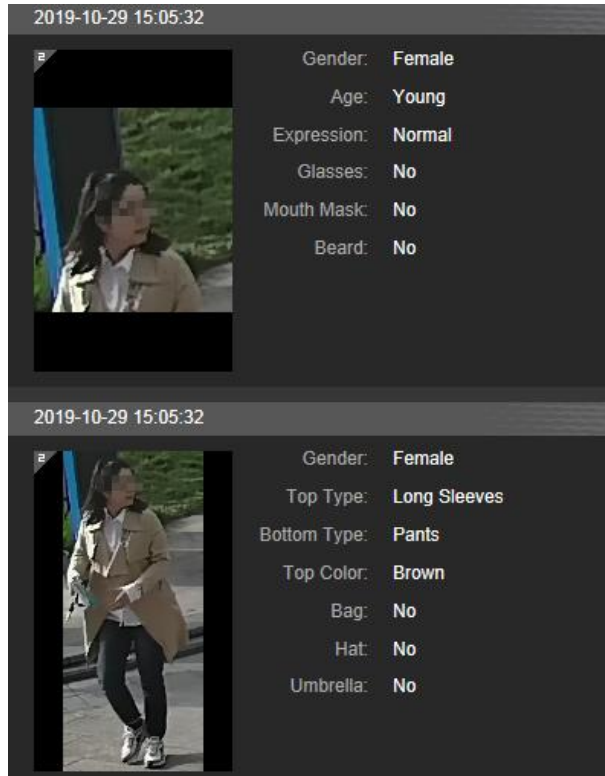 2019-10-29 15:05:32
2
Gender: Female
Age: Young
Expression: Normal
Glasses: No
Mouth Mask: No
Beard: No
2019-10-29 15:05:32
2
Gender: Female
Top Type: Long Sleeves
Bottom Type: Pants
Top Color: Brown
Bag: No
Hat: No
Umbrella: No